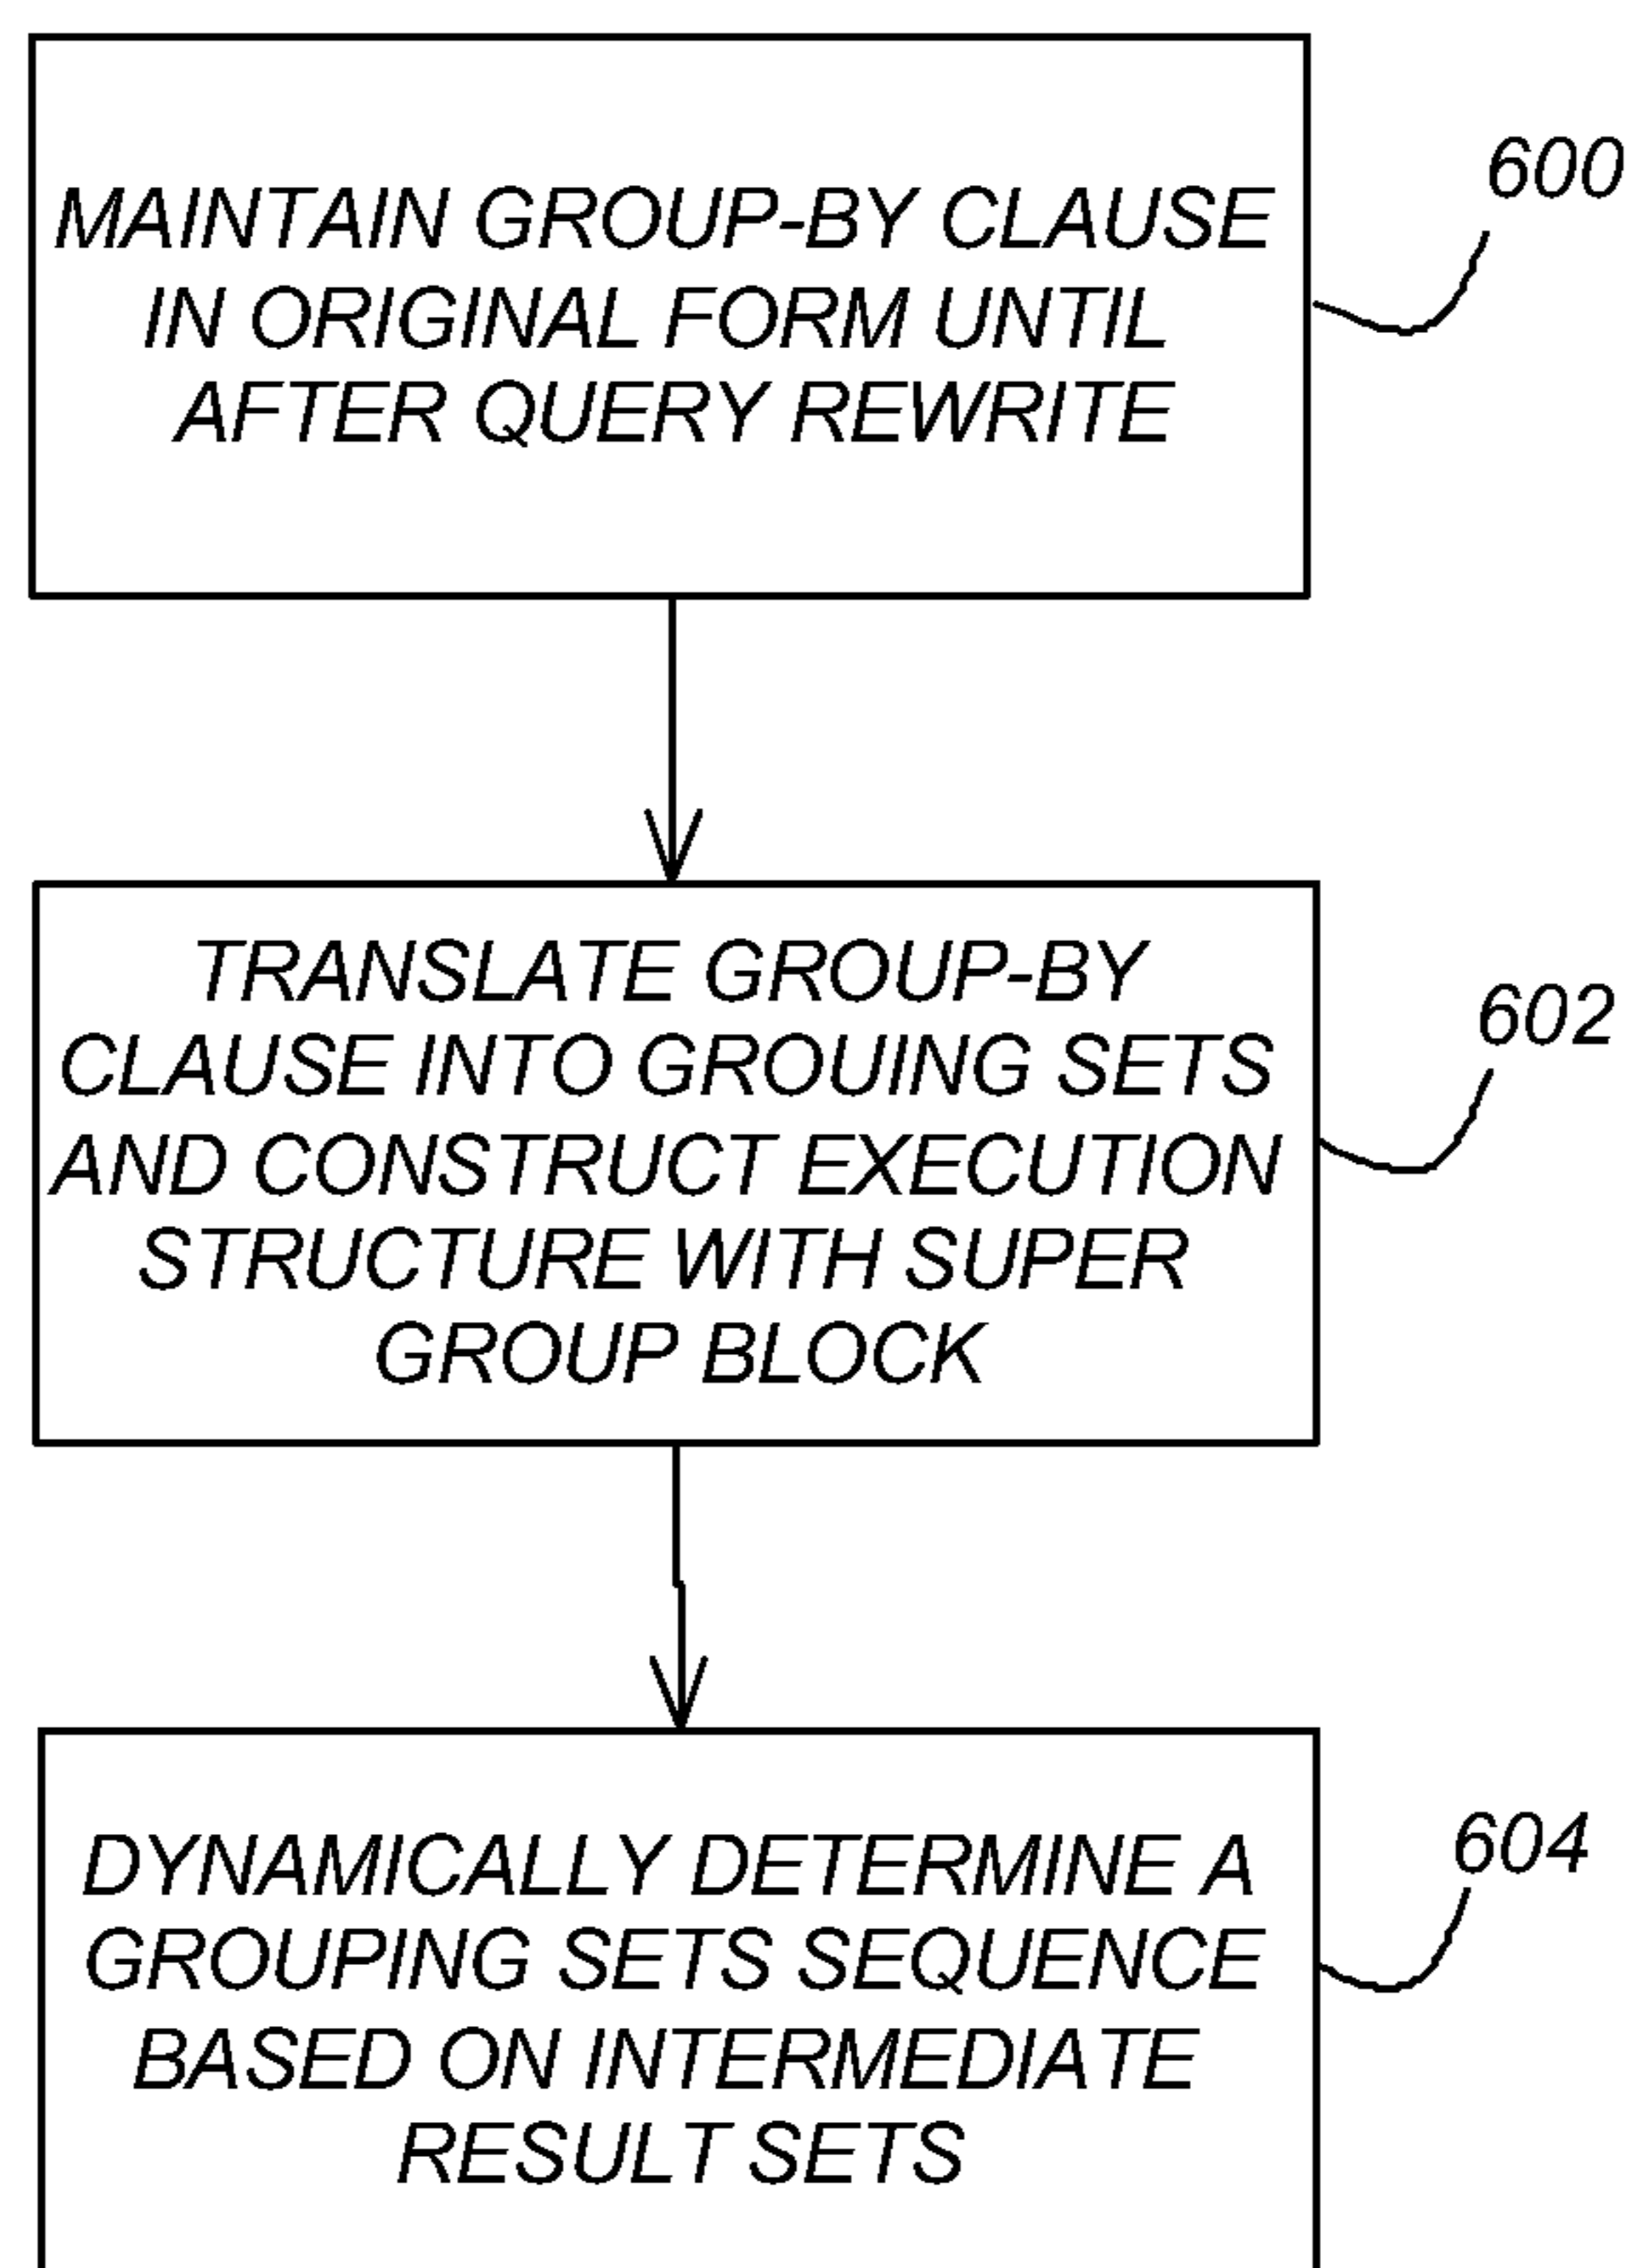 MAINTAIN GROUP-BY CLAUSE
IN ORIGINAL FORM UNTIL
AFTER QUERY REWRITE
600
TRANSLATE GROUP-BY
CLAUSE INTO GROUING SETS
AND CONSTRUCT EXECUTION
STRUCTURE WITH SUPER
GROUP BLOCK
602
DYNAMICALLY DETERMINE A
GROUPING SETS SEQUENCE
BASED ON INTERMEDIATE
RESULT SETS
604